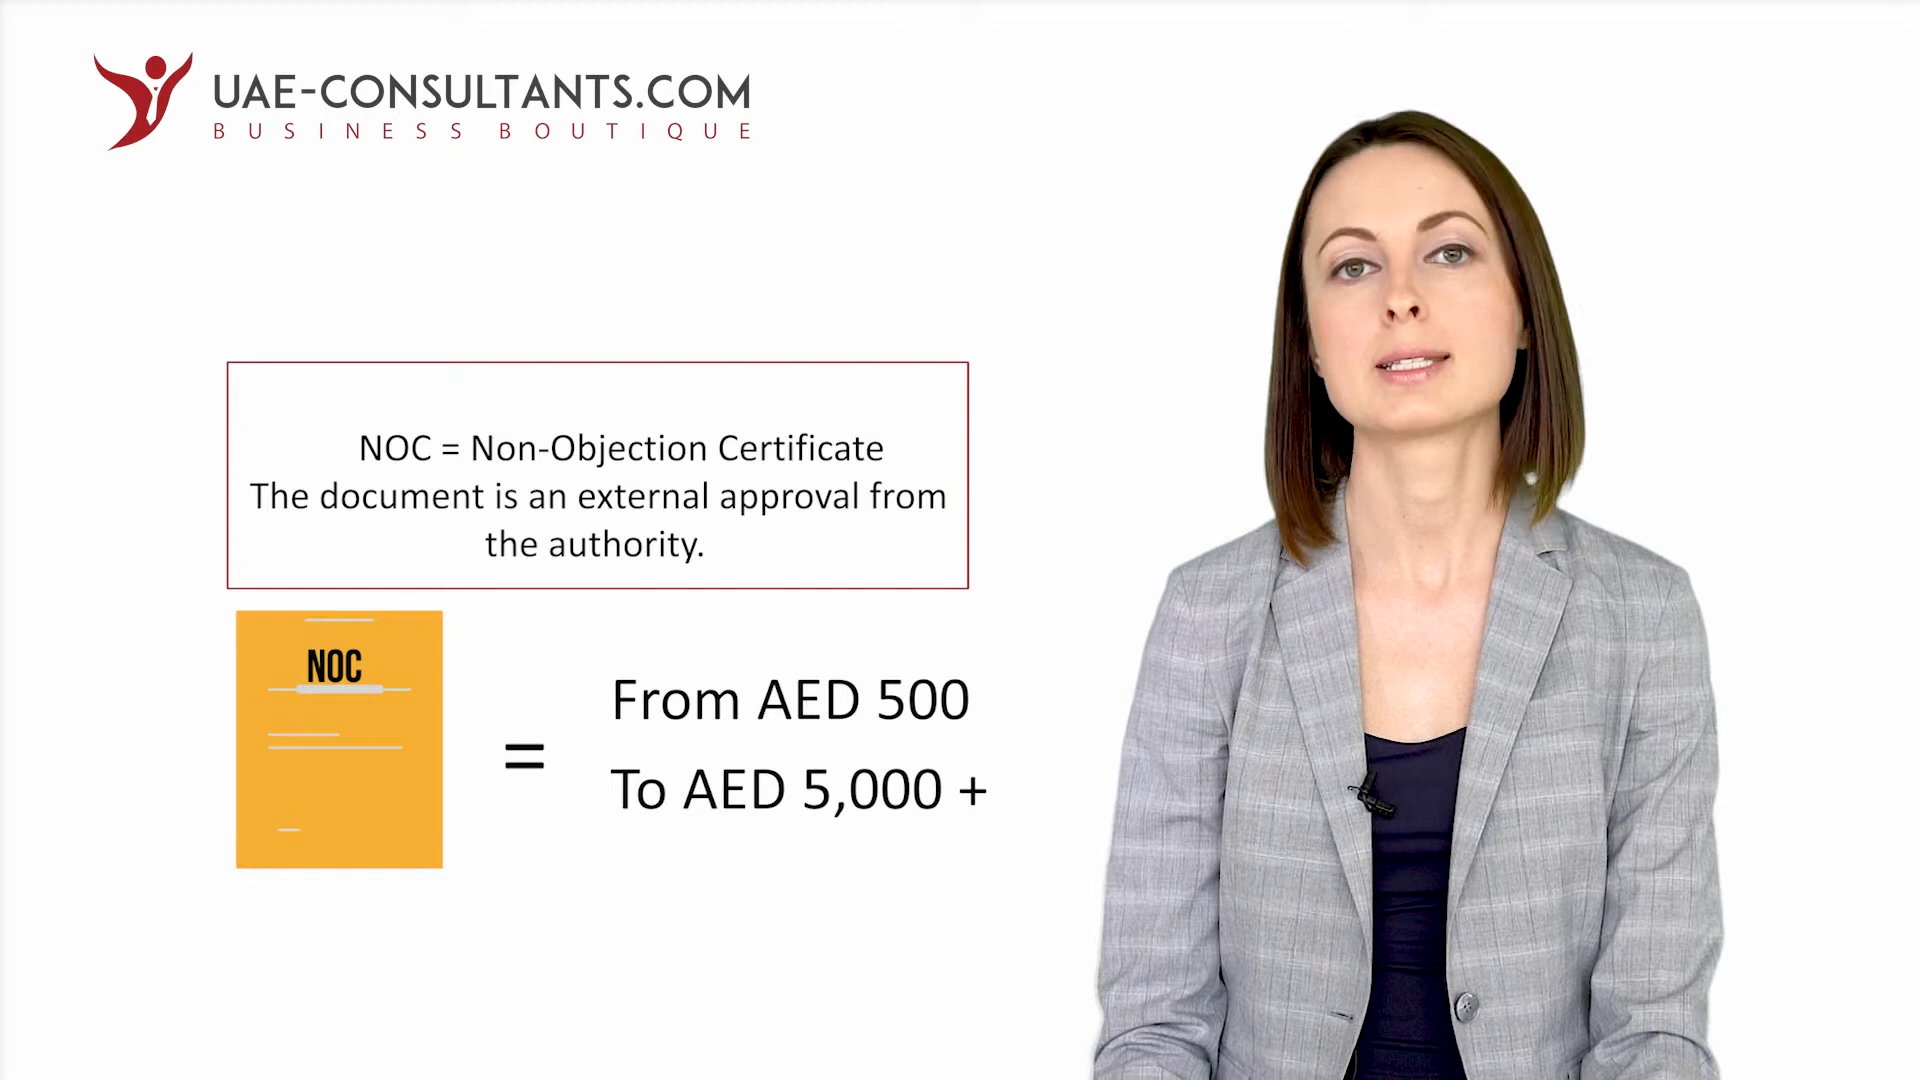 UAE-CONSULTANTS.COM
BUSINESS BOUTIQUE
NOC = Non-Objection Certificate
The document is an external approval from
the authority.
NOC
=
From AED 500
To AED 5,000 +